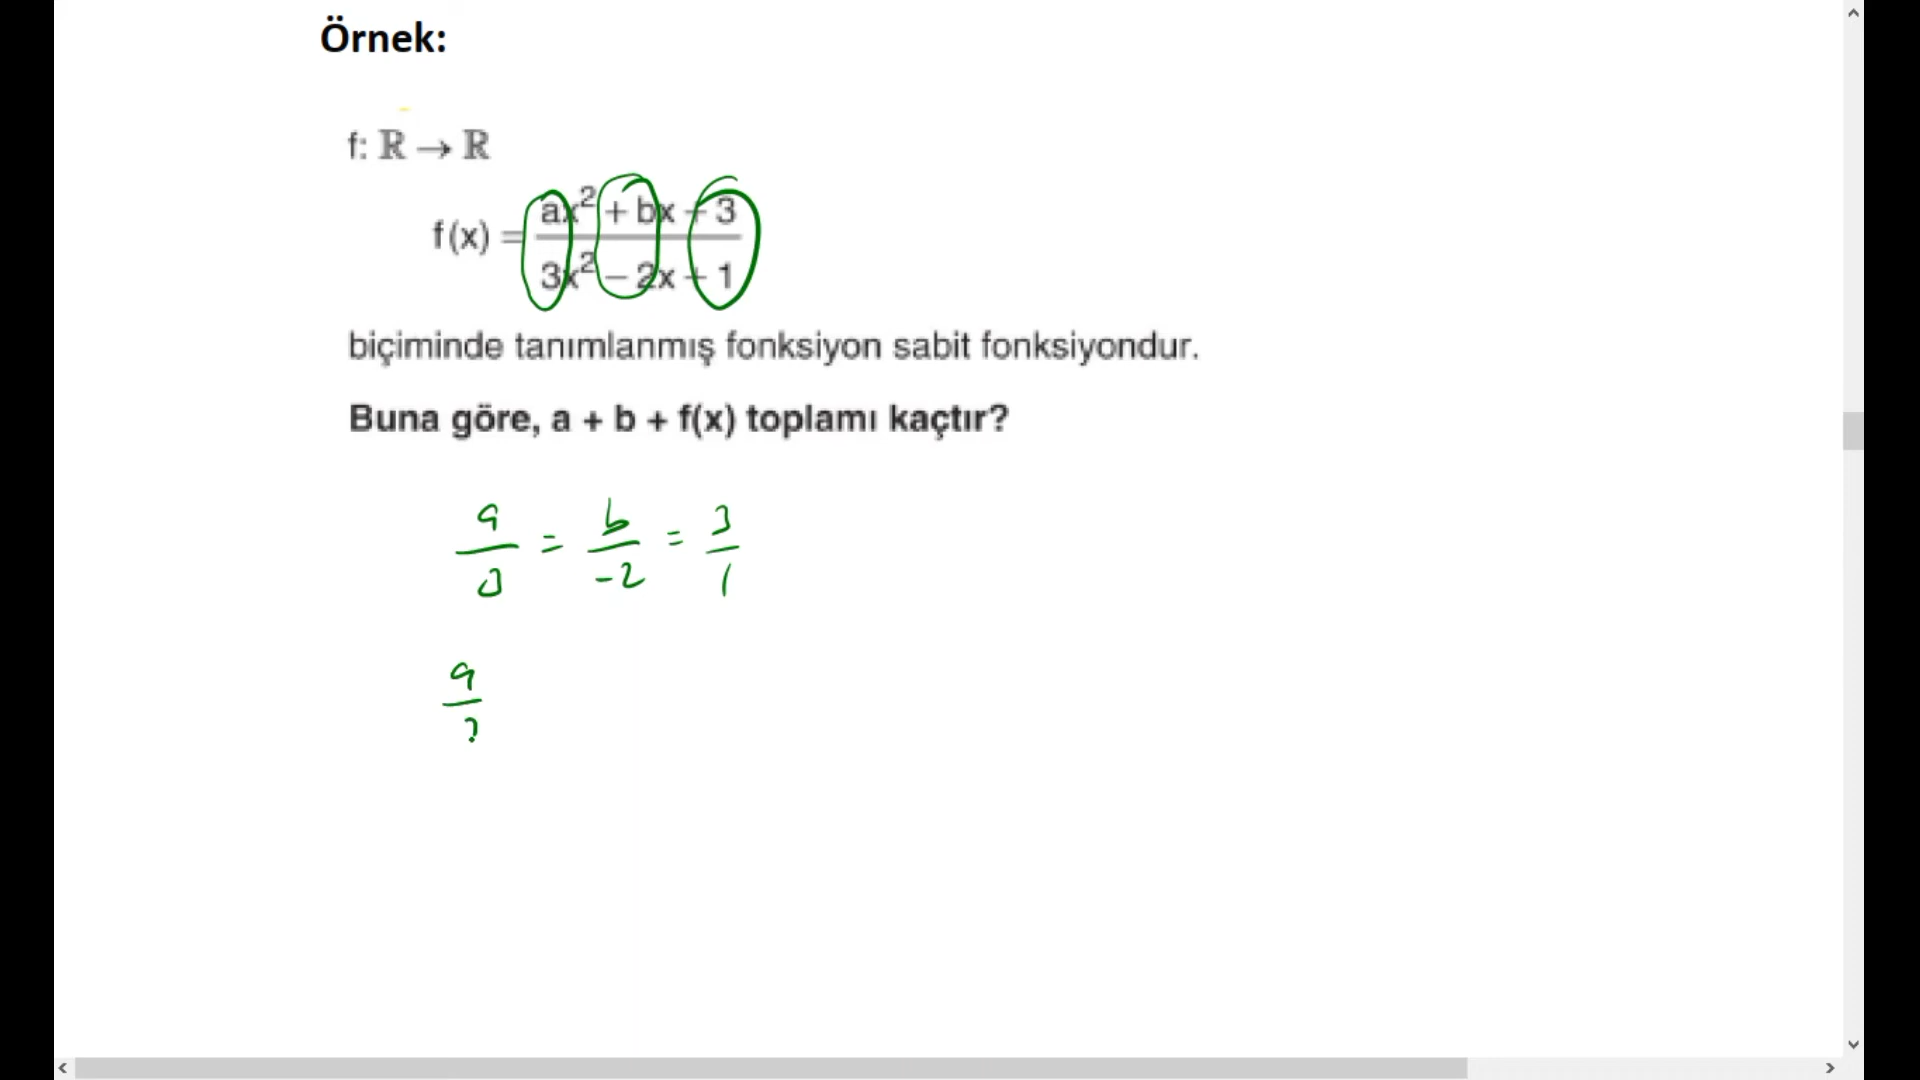 Örnek:
f: ℝ → ℝ
f(x) = (ax² + bx + 3) / (3x² − 2x + 1)
biçiminde tanımlanmış fonksiyon sabit fonksiyondur.
Buna göre, a + b + f(x) toplamı kaçtır?
a/3 = b/-2 = 3/1
a/?